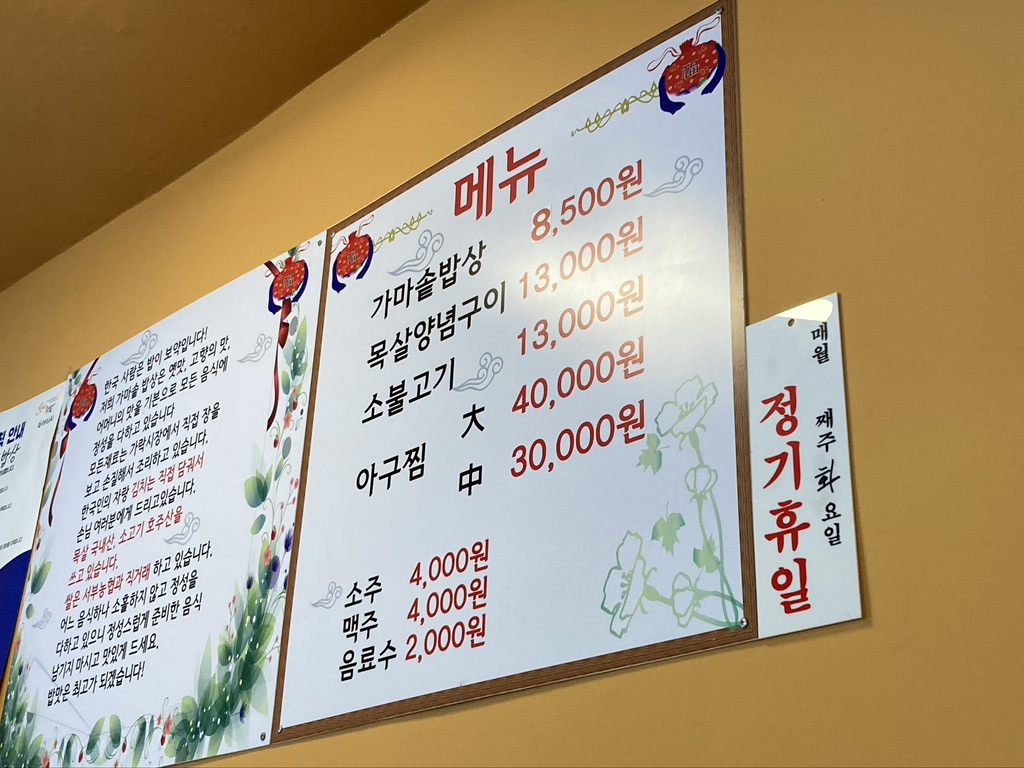 안내
밥상
한국 사람은 밥이 보약입니다!
저희 가마솥 밥상은 옛맛, 고향의 맛,
어머니의 맛을 기본으로 모든 음식에
정성을 다하고 있습니다
모든재료는 가락시장에서 직접 장을
보고 손질해서 조리하고 있습니다.
한국인의 자랑 김치는 직접 담궈서
손님 여러분에게 드리고있습니다.
목살 국내산, 소고기 호주산을
쓰고 있습니다.
쌀은 서부농협과 직거래 하고 있습니다.
어느 음식하나 소홀하지 않고 정성을
다하고 있으니 정성스럽게 준비한 음식
남기지 마시고 맛있게 드세요.
밥맛은 최고가 되겠습니다!
메뉴
가마솥밥상 8,500원
목살양념구이 13,000원
소불고기 13,000원
아구찜 大 40,000원
中 30,000원
소주 4,000원
맥주 4,000원
음료수 2,000원
매월 째주 화요일
정기휴일